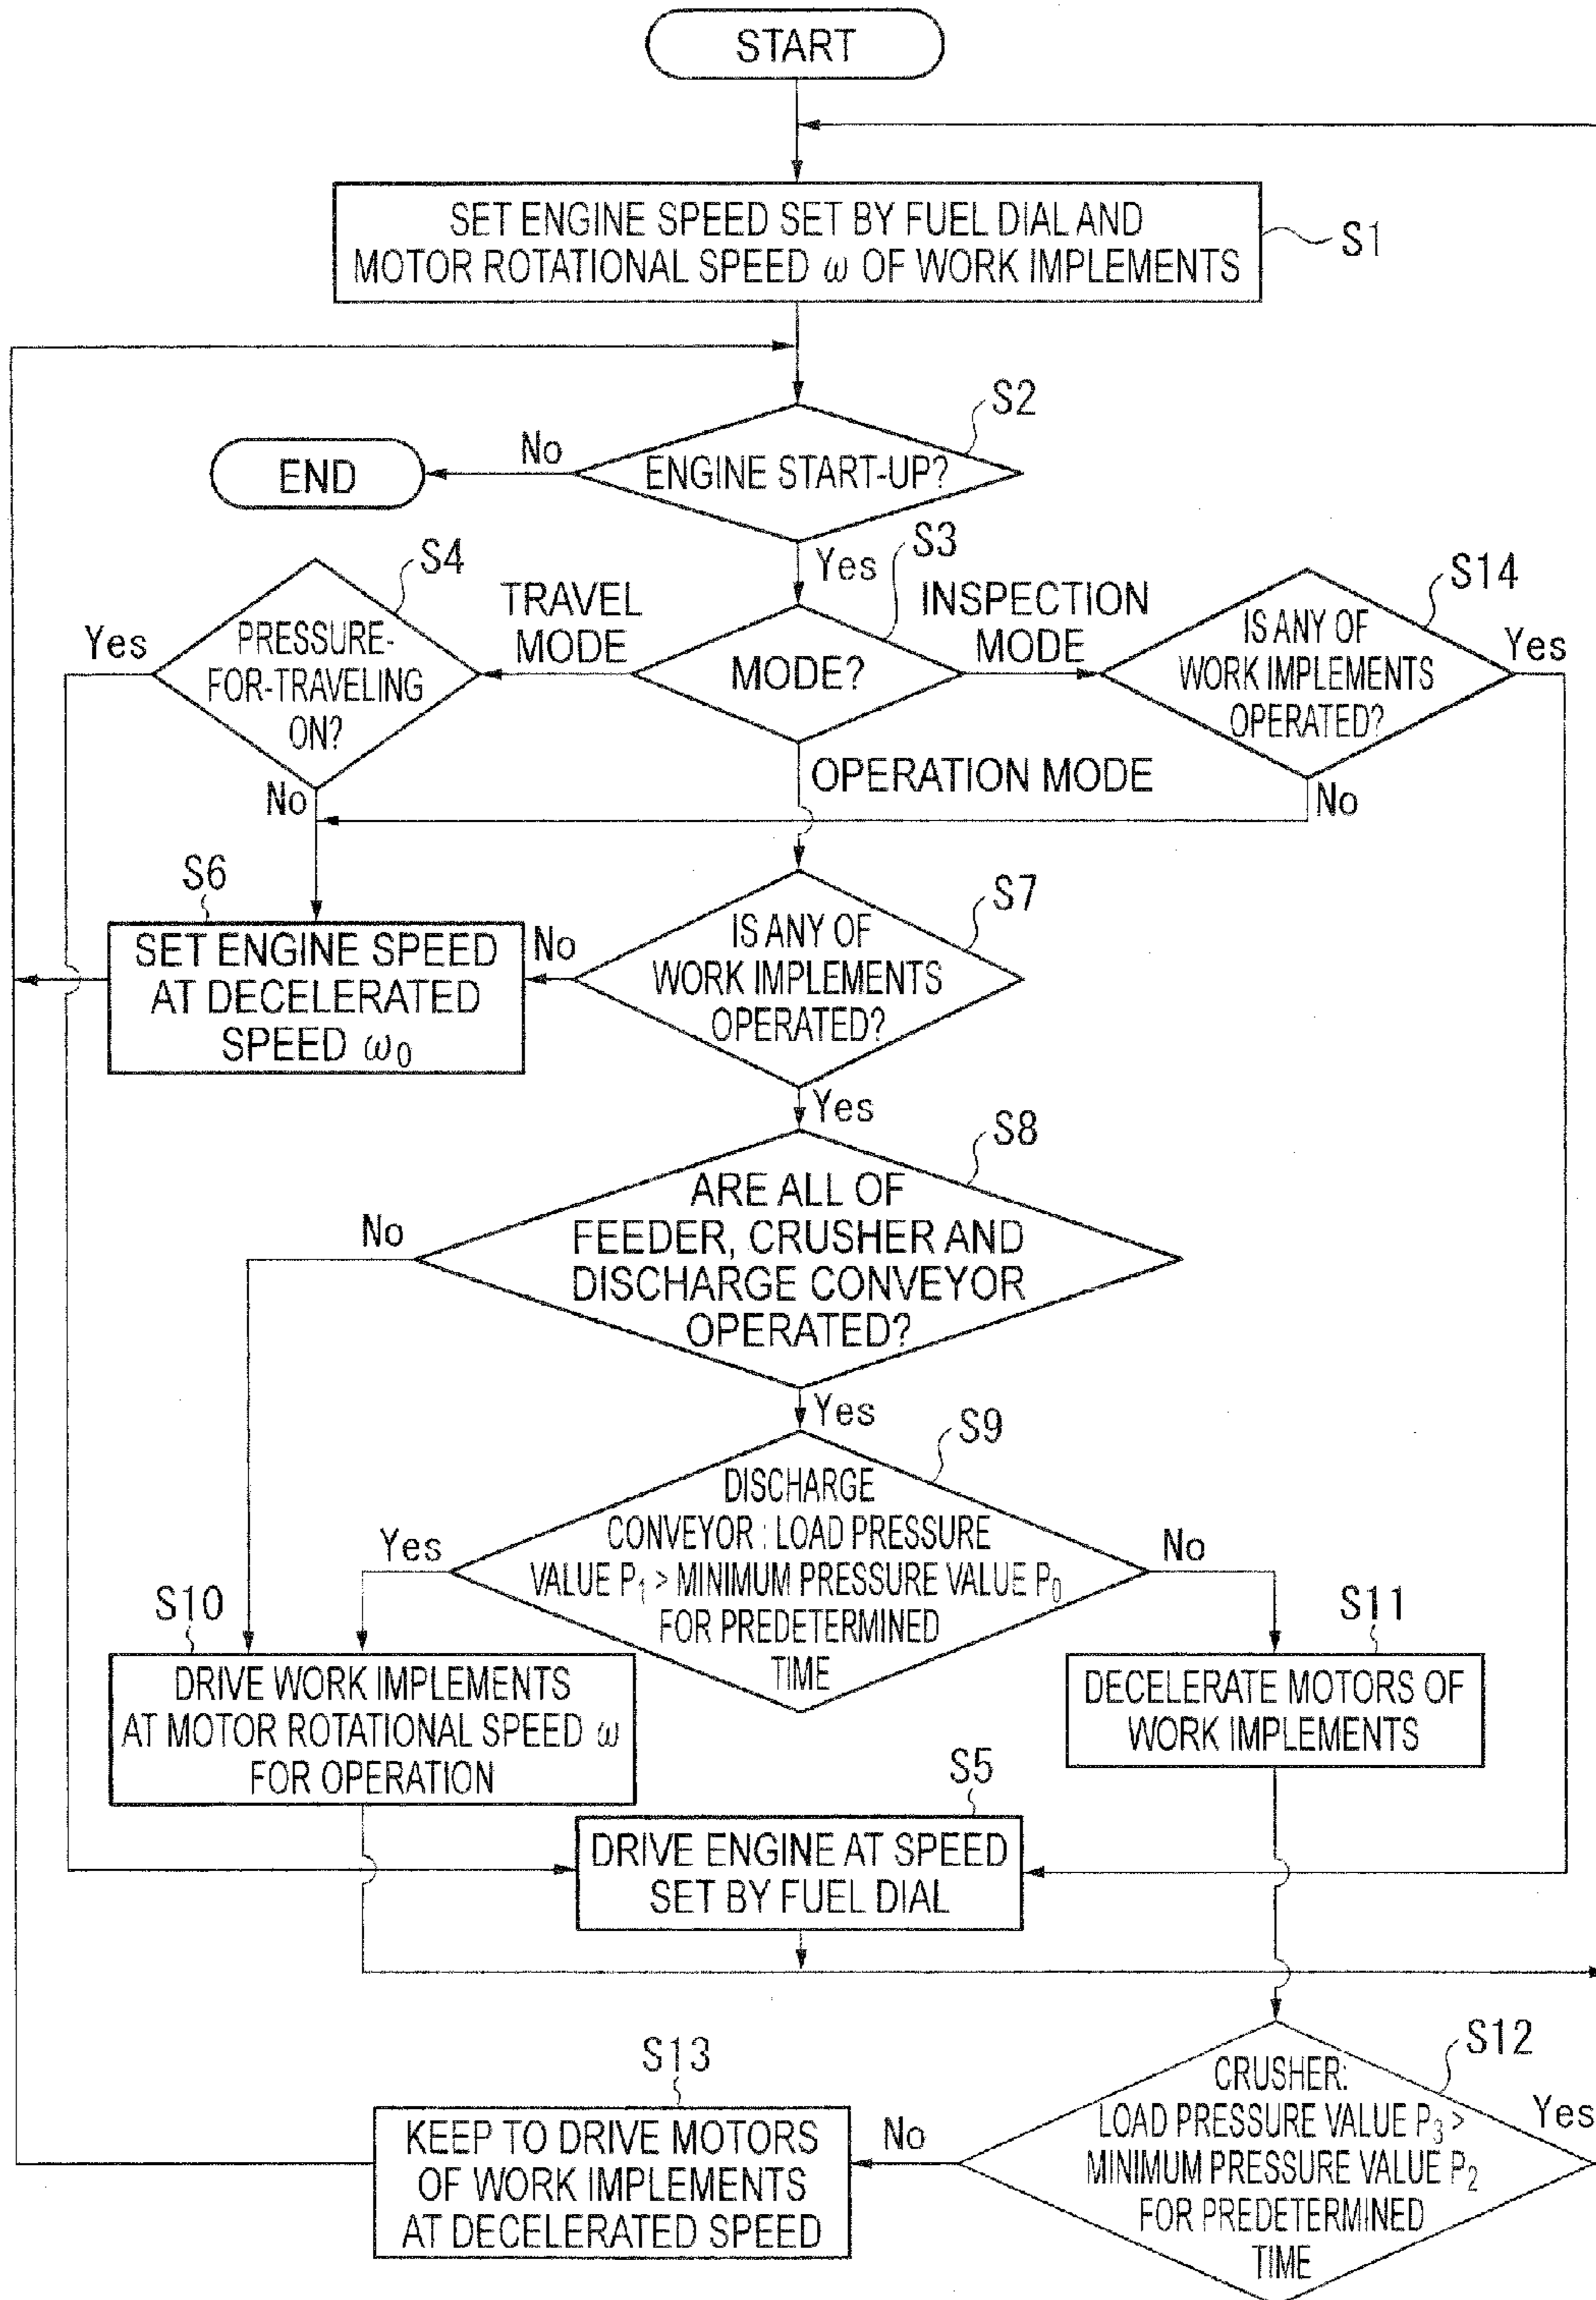 START
SET ENGINE SPEED SET BY FUEL DIAL AND
MOTOR ROTATIONAL SPEED ω OF WORK IMPLEMENTS
S1
S2
ENGINE START-UP?
No
END
Yes
S3
MODE?
TRAVEL
MODE
INSPECTION
MODE
OPERATION MODE
S4
PRESSURE-
FOR-TRAVELING
ON?
Yes
No
S14
IS ANY OF
WORK IMPLEMENTS
OPERATED?
Yes
No
S6
SET ENGINE SPEED
AT DECELERATED
SPEED ω₀
S7
IS ANY OF
WORK IMPLEMENTS
OPERATED?
No
Yes
S8
ARE ALL OF
FEEDER, CRUSHER AND
DISCHARGE CONVEYOR
OPERATED?
No
Yes
S9
DISCHARGE
CONVEYOR : LOAD PRESSURE
VALUE P₁ > MINIMUM PRESSURE VALUE P₀
FOR PREDETERMINED
TIME
Yes
No
S10
DRIVE WORK IMPLEMENTS
AT MOTOR ROTATIONAL SPEED ω
FOR OPERATION
S11
DECELERATE MOTORS OF
WORK IMPLEMENTS
S5
DRIVE ENGINE AT SPEED
SET BY FUEL DIAL
S12
CRUSHER:
LOAD PRESSURE VALUE P₃ >
MINIMUM PRESSURE VALUE P₂
FOR PREDETERMINED
TIME
Yes
No
S13
KEEP TO DRIVE MOTORS
OF WORK IMPLEMENTS
AT DECELERATED SPEED